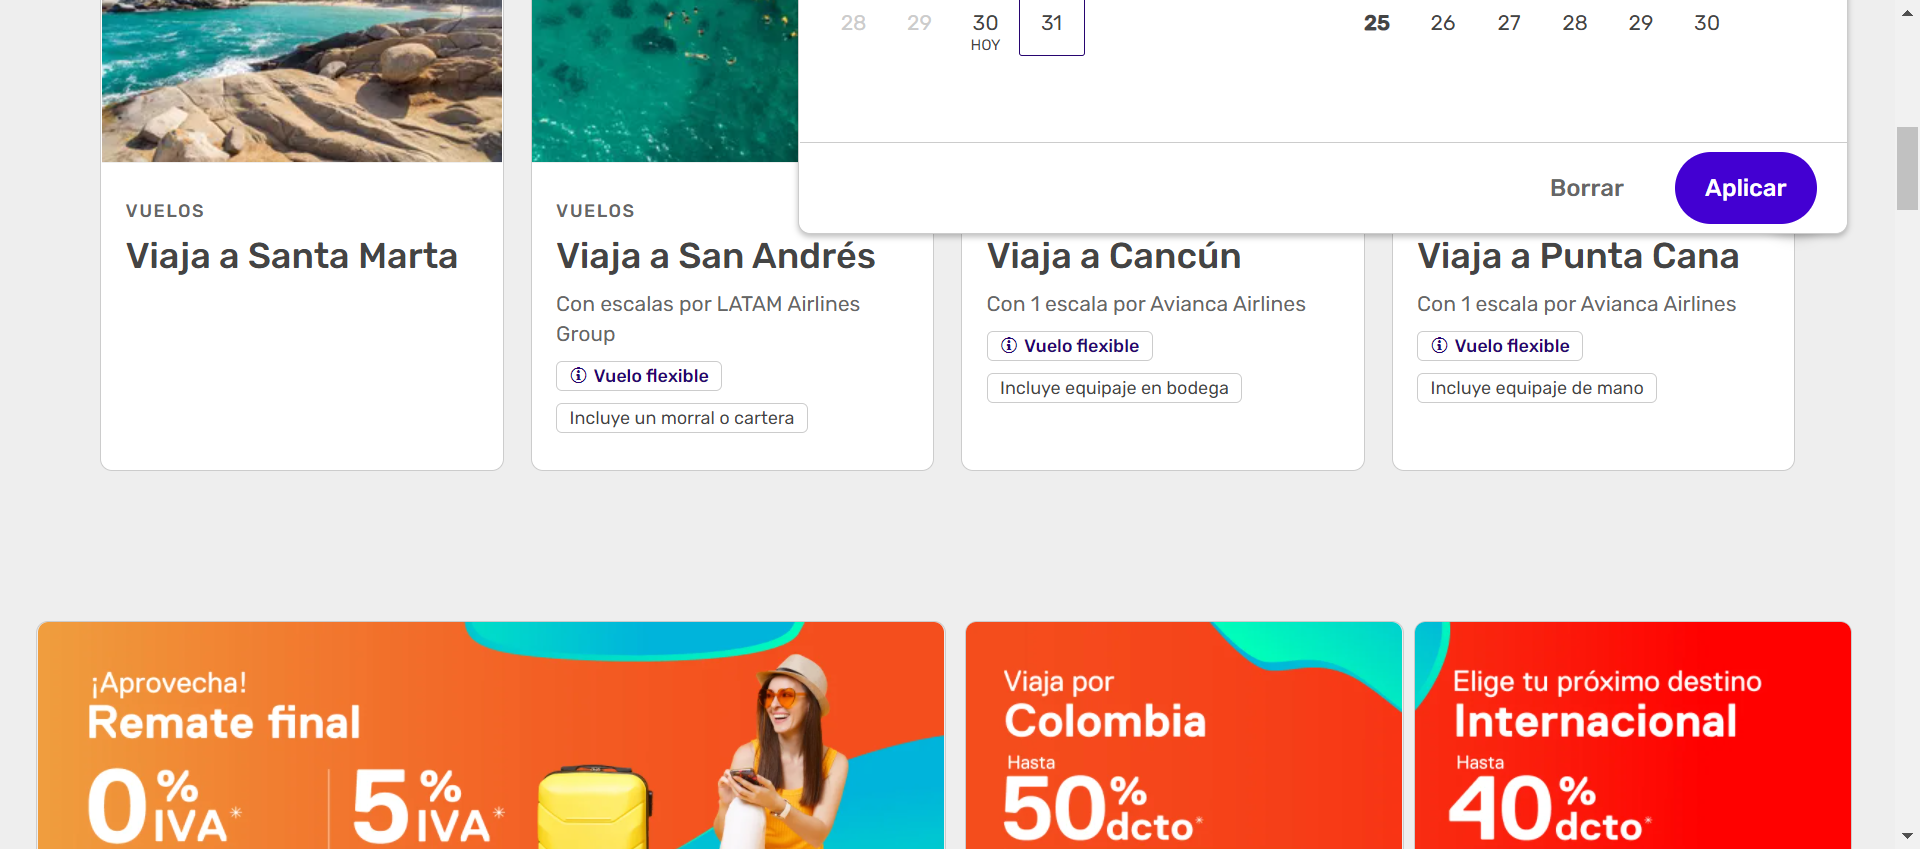 28 29 30 31 25 26 27 28 29 30
HOY
Borrar Aplicar
VUELOS
Viaja a Santa Marta
VUELOS
Viaja a San Andrés
Con escalas por LATAM Airlines
Group
Vuelo flexible
Incluye un morral o cartera
Viaja a Cancún
Con 1 escala por Avianca Airlines
Vuelo flexible
Incluye equipaje en bodega
Viaja a Punta Cana
Con 1 escala por Avianca Airlines
Vuelo flexible
Incluye equipaje de mano
¡Aprovecha!
Remate final
0% IVA* 5% IVA*
Viaja por
Colombia
Hasta
50% dcto*
Elige tu próximo destino
Internacional
Hasta
40% dcto*